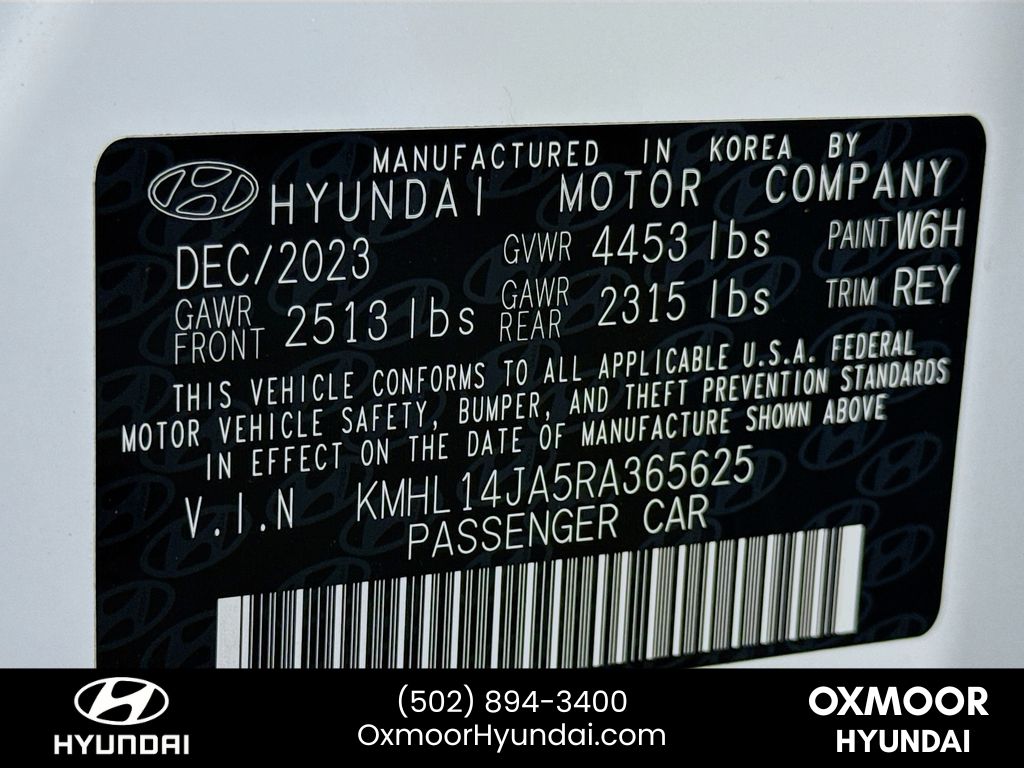 MANUFACTURED IN KOREA BY
HYUNDAI MOTOR COMPANY
DEC/2023 GVWR 4453 lbs PAINT W6H
GAWR FRONT 2513 lbs GAWR REAR 2315 lbs TRIM REY
THIS VEHICLE CONFORMS TO ALL APPLICABLE U.S.A. FEDERAL
MOTOR VEHICLE SAFETY, BUMPER, AND THEFT PREVENTION STANDARDS
IN EFFECT ON THE DATE OF MANUFACTURE SHOWN ABOVE
V.I.N KMHL14JA5RA365625
PASSENGER CAR
HYUNDAI
(502) 894-3400
OxmoorHyundai.com
OXMOOR
HYUNDAI